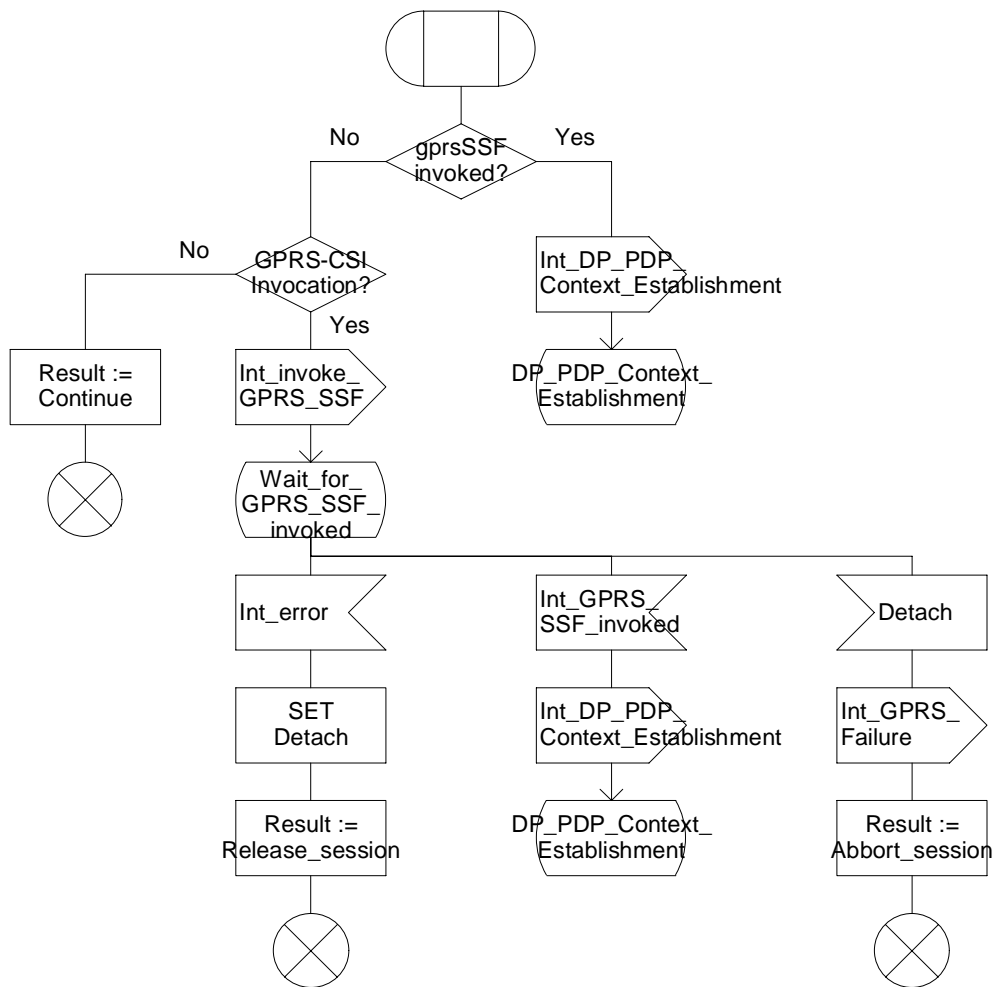 No
gprsSSF
invoked?
Yes
No
GPRS-CSI
Invocation?
Int_DP_PDP_
Context_Establishment
Yes
Result :=
Continue
Int_invoke_
GPRS_SSF
DP_PDP_Context_
Establishment
Wait_for_
GPRS_SSF_
invoked
Int_error
Int_GPRS_
SSF_invoked
Detach
SET
Detach
Int_DP_PDP_
Context_Establishment
Int_GPRS_
Failure
Result :=
Release_session
DP_PDP_Context_
Establishment
Result :=
Abbort_session